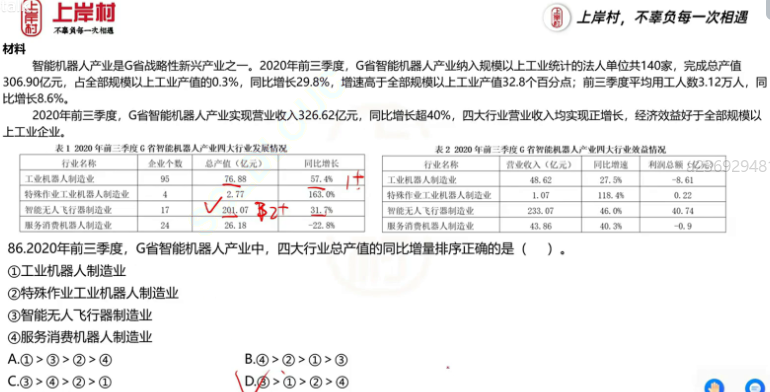 上岸村
不辜负每一次相遇
上岸村，不辜负每一次相遇
材料
智能机器人产业是G省战略性新兴产业之一。2020年前三季度，G省智能机器人产业纳入规模以上工业统计的法人单位共140家，完成总产值
306.90亿元，占全部规模以上工业产值的0.3%，同比增长29.8%，增速高于全部规模以上工业产值32.8个百分点；前三季度平均用工人数3.12万人，同
比增长8.6%。
2020年前三季度，G省智能机器人产业实现营业收入326.62亿元，同比增长超40%，四大行业营业收入均实现正增长，经济效益好于全部规模以
上工业企业。
表 1 2020 年前三季度 G 省智能机器人产业四大行业发展情况
行业名称 企业个数 总产值（亿元） 同比增长
工业机器人制造业 95 76.88 57.4% 1+
特殊作业工业机器人制造业 4 2.77 163.0%
智能无人飞行器制造业 17 201.07 31.7%
服务消费机器人制造业 24 26.18 -22.8%
表 2 2020 年前三季度 G 省智能机器人产业四大行业效益情况
行业名称 营业收入（亿元） 同比增速 利润总额（亿元）
工业机器人制造业 48.62 27.5% -8.61
特殊作业工业机器人制造业 1.07 118.4% 0.22
智能无人飞行器制造业 233.07 46.0% 40.74
服务消费机器人制造业 43.86 40.3% -0.9
86.2020年前三季度，G省智能机器人产业中，四大行业总产值的同比增量排序正确的是（ ）。
①工业机器人制造业
②特殊作业工业机器人制造业
③智能无人飞行器制造业
④服务消费机器人制造业
A.①＞③＞②＞④ B.④＞②＞①＞③
C.③＞④＞②＞① D.③＞①＞②＞④